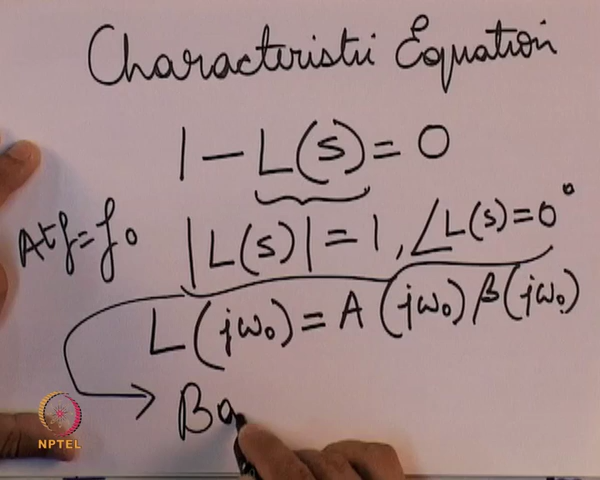 Characteristic Equation
1 - L(s) = 0
At f = f0 |L(s)| = 1, ∠L(s) = 0°
L(jω0) = A(jω0) β(jω0)
Ba
NPTEL